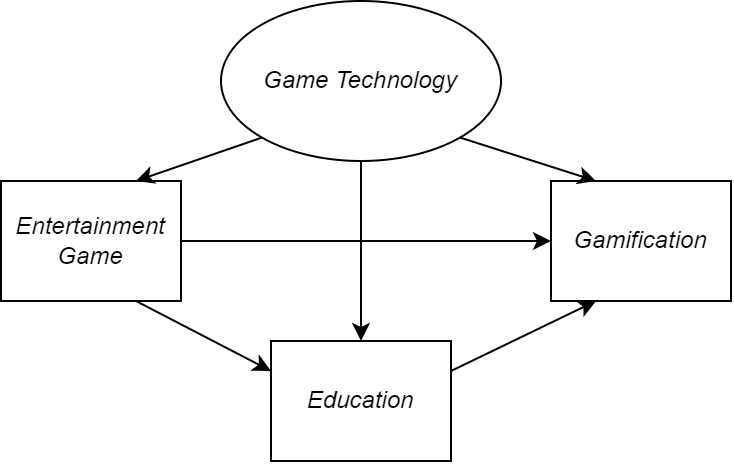 Game Technology
Entertainment
Game
Gamification
Education